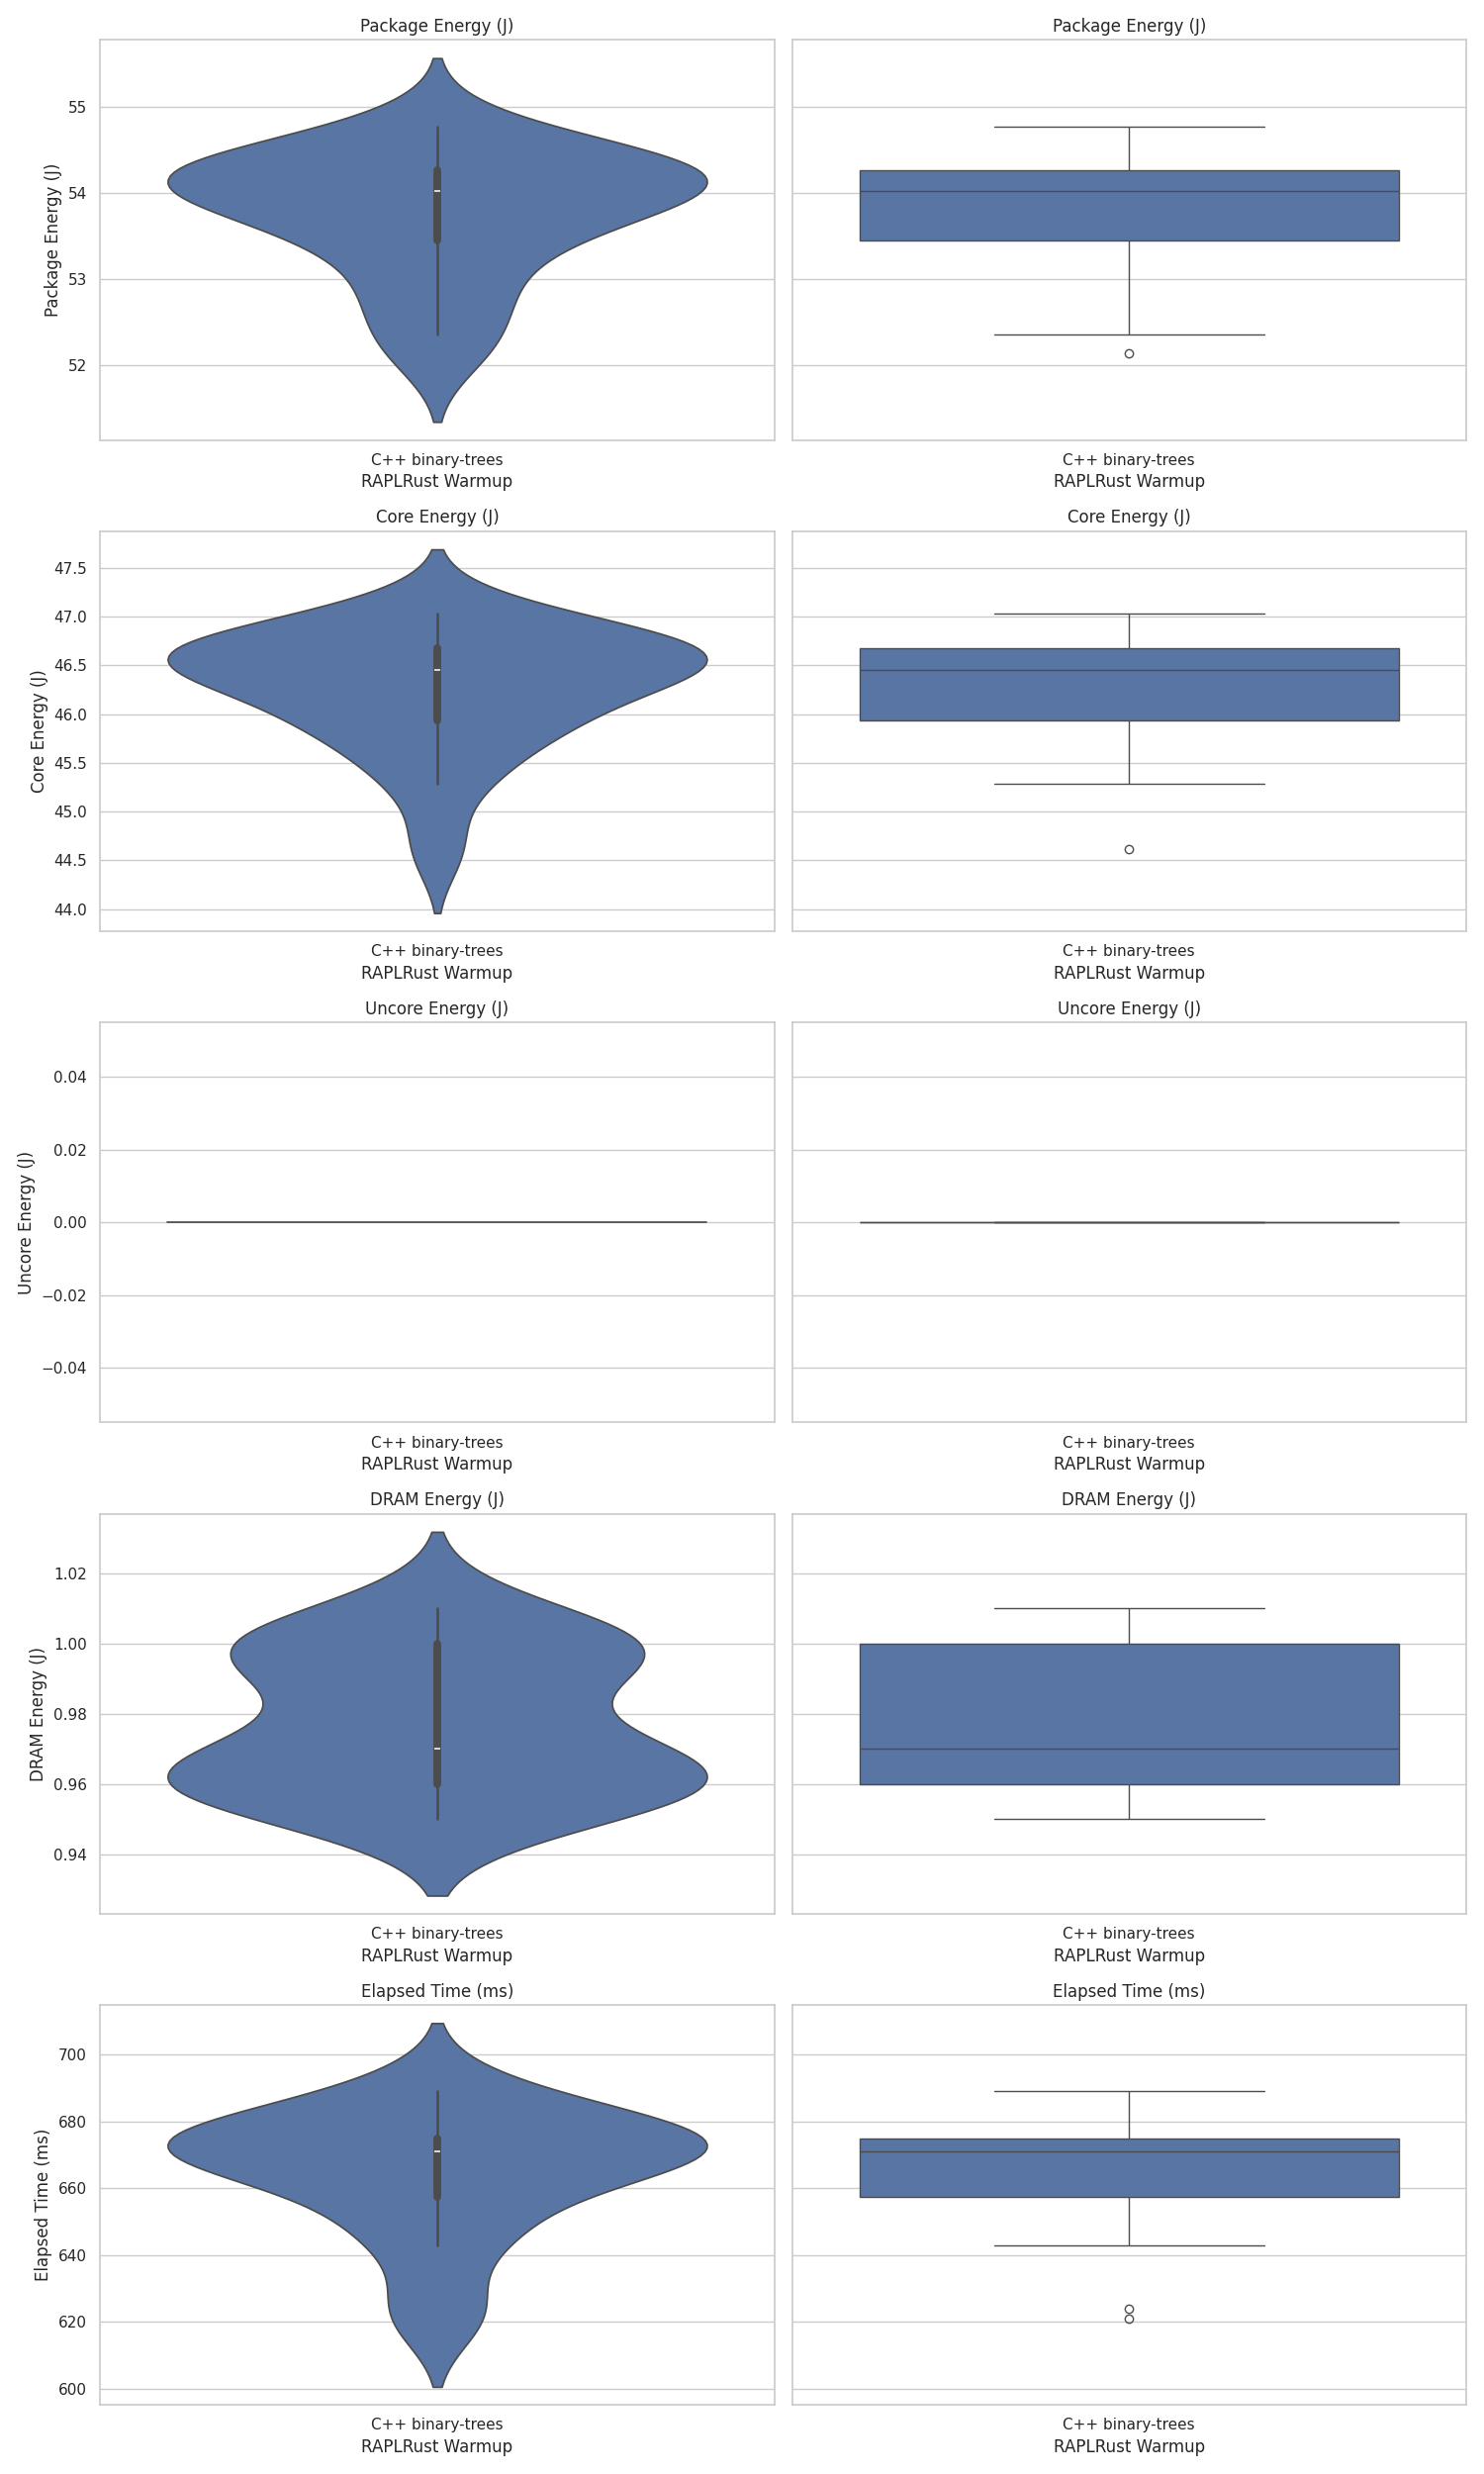 Package Energy (J)
Package Energy (J)
Package Energy (J)
55
54
53
52
C++ binary-trees
RAPLRust Warmup
C++ binary-trees
RAPLRust Warmup
Core Energy (J)
Core Energy (J)
Core Energy (J)
47.5
47.0
46.5
46.0
45.5
45.0
44.5
44.0
C++ binary-trees
RAPLRust Warmup
C++ binary-trees
RAPLRust Warmup
Uncore Energy (J)
Uncore Energy (J)
Uncore Energy (J)
0.04
0.02
0.00
−0.02
−0.04
C++ binary-trees
RAPLRust Warmup
C++ binary-trees
RAPLRust Warmup
DRAM Energy (J)
DRAM Energy (J)
DRAM Energy (J)
1.02
1.00
0.98
0.96
0.94
C++ binary-trees
RAPLRust Warmup
C++ binary-trees
RAPLRust Warmup
Elapsed Time (ms)
Elapsed Time (ms)
Elapsed Time (ms)
700
680
660
640
620
600
C++ binary-trees
RAPLRust Warmup
C++ binary-trees
RAPLRust Warmup